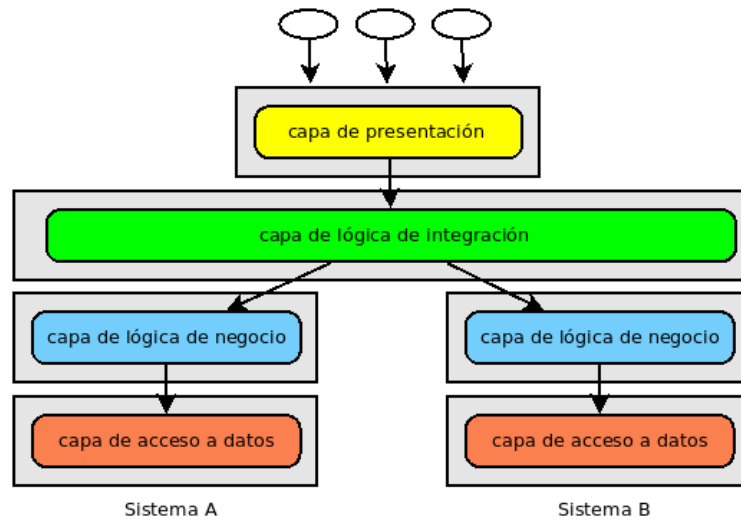 capa de presentación
capa de lógica de integración
capa de lógica de negocio
capa de lógica de negocio
capa de acceso a datos
capa de acceso a datos
Sistema A
Sistema B